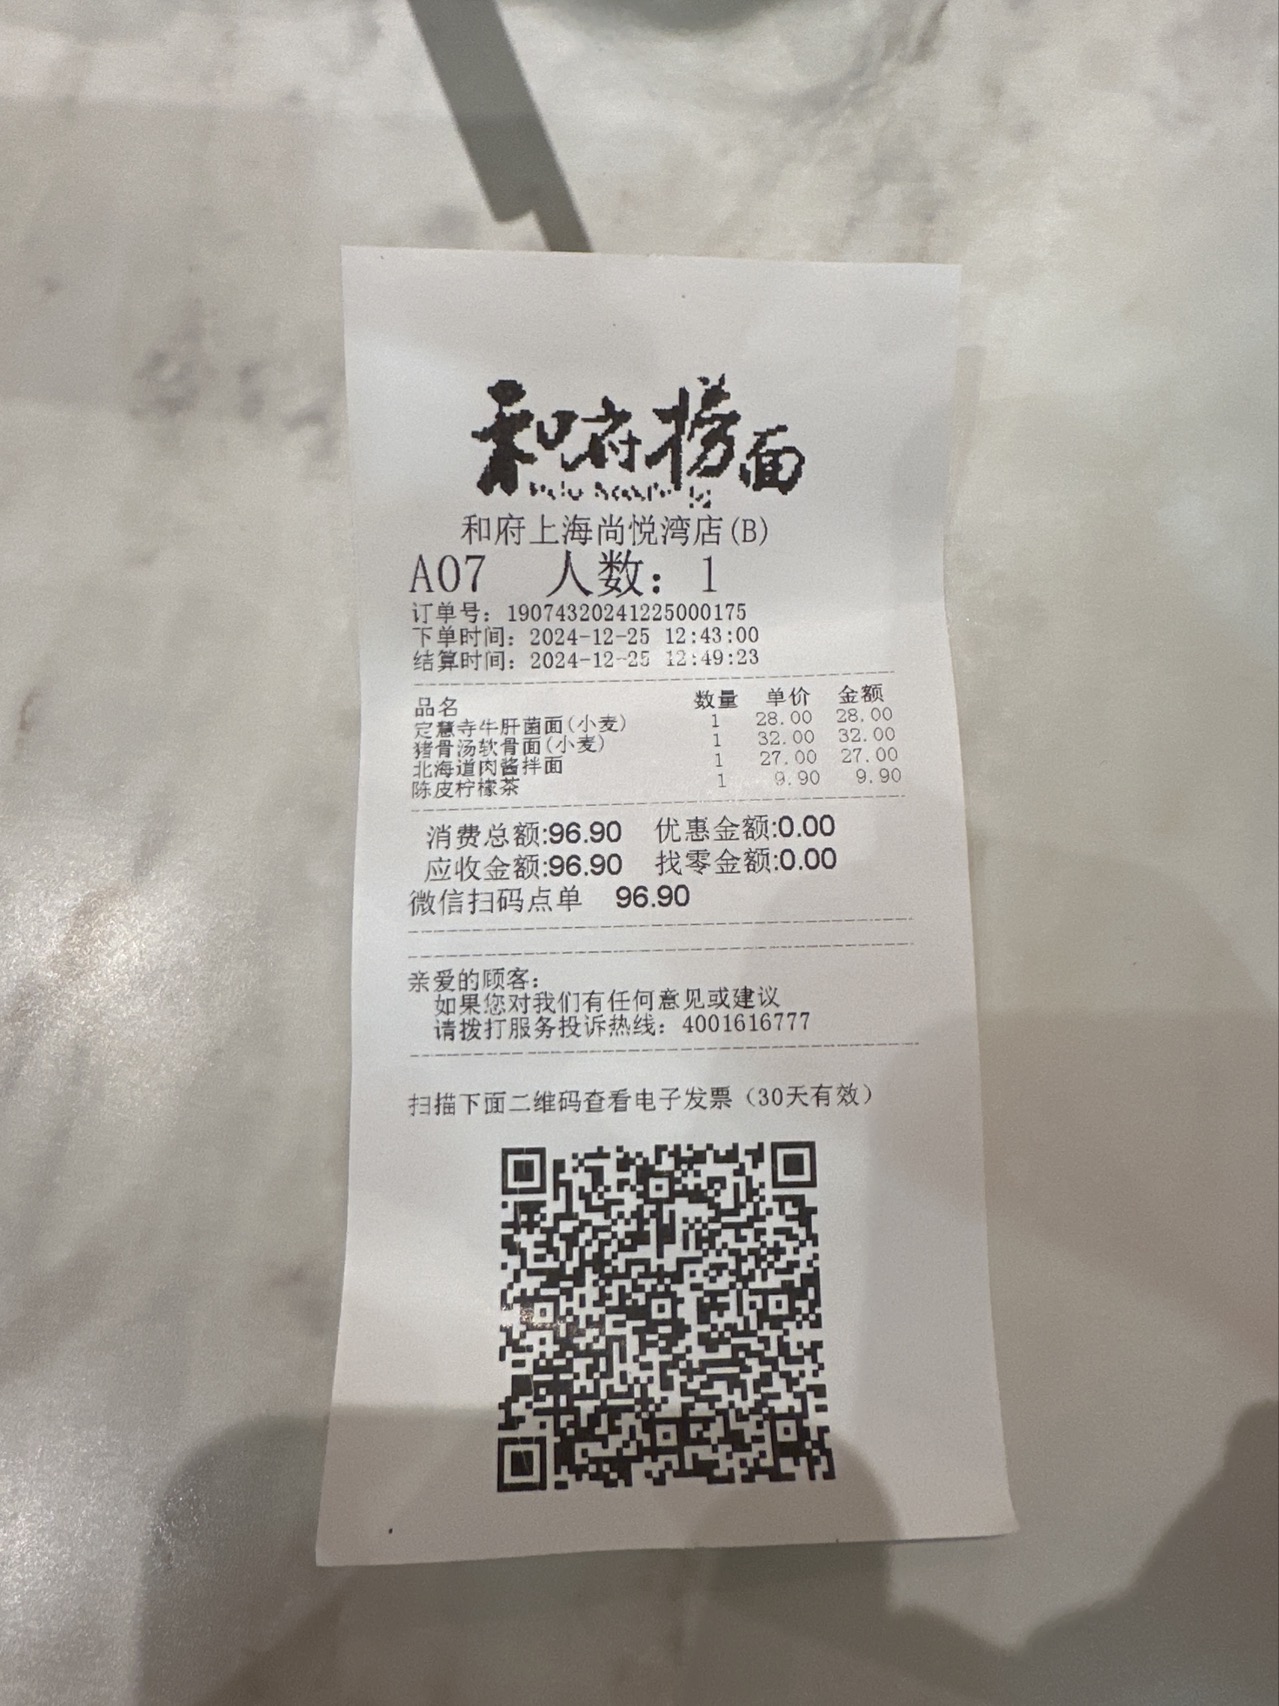 和府捞面
和府上海尚悦湾店(B)
A07 人数：1
订单号：19074320241225000175
下单时间：2024-12-25 12:43:00
结算时间：2024-12-25 12:49:23
品名 数量 单价 金额
定慧寺牛肝菌面(小麦) 1 28.00 28.00
猪骨汤软骨面(小麦) 1 32.00 32.00
北海道肉酱拌面 1 27.00 27.00
陈皮柠檬茶 1 9.90 9.90
消费总额:96.90 优惠金额:0.00
应收金额:96.90 找零金额:0.00
微信扫码点单 96.90
亲爱的顾客：
如果您对我们有任何意见或建议
请拨打服务投诉热线：4001616777
扫描下面二维码查看电子发票（30天有效）